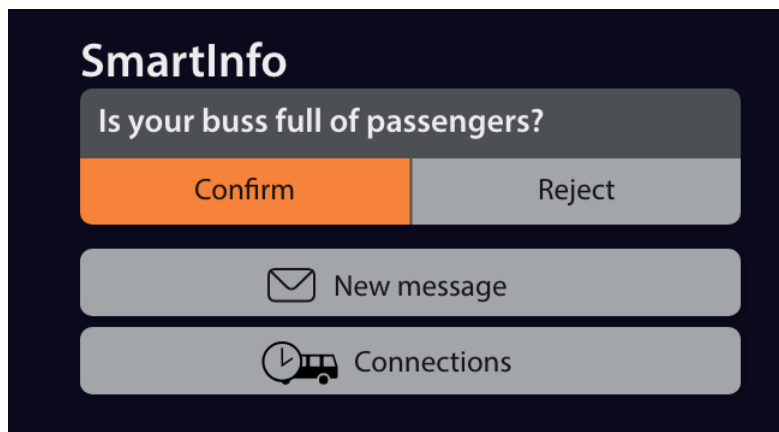 SmartInfo
Is your buss full of passengers?
Confirm
Reject
New message
Connections